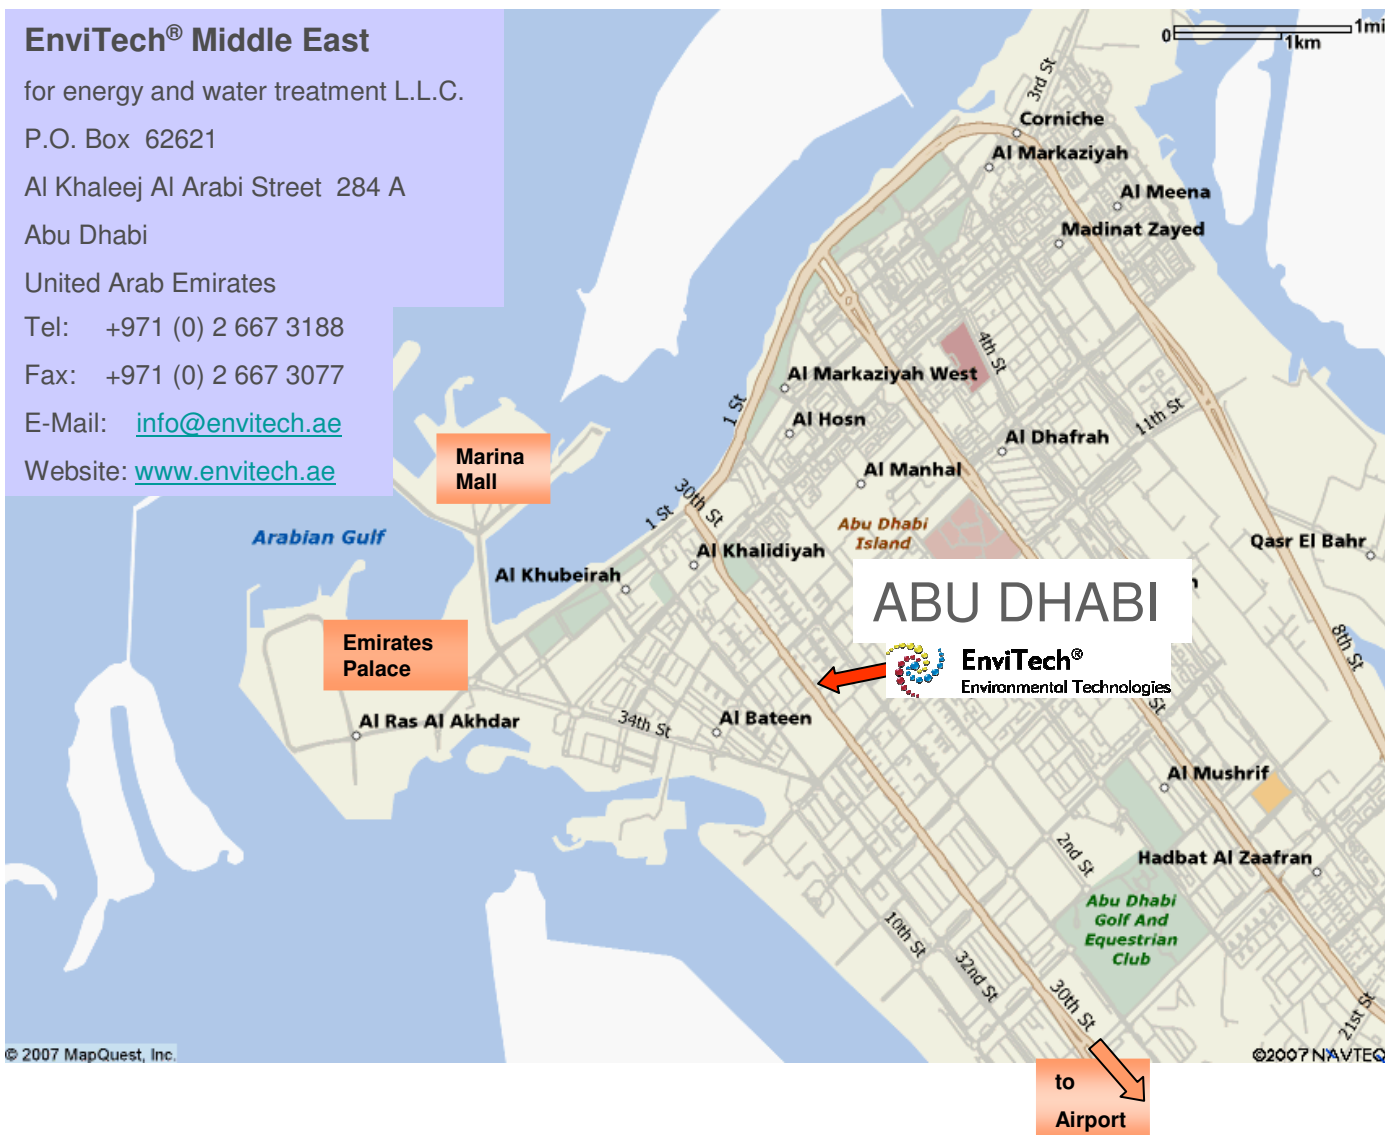 EnviTech® Middle East
for energy and water treatment L.L.C.
P.O. Box 62621
Al Khaleej Al Arabi Street 284 A
Abu Dhabi
United Arab Emirates
Tel: +971 (0) 2 667 3188
Fax: +971 (0) 2 667 3077
E-Mail: info@envitech.ae
Website: www.envitech.ae
0
1mi
1km
3rd St
Corniche
Al Markaziyah
Al Meena
Madinat Zayed
4th St
Al Markaziyah West
1 St
Al Hosn
11th St
Al Dhafrah
Marina
Mall
Al Manhal
30th St
1 St
Abu Dhabi
Island
Arabian Gulf
Qasr El Bahr
Al Khalidiyah
Al Khubeirah
ABU DHABI
Emirates
Palace
8th St
EnviTech®
Environmental Technologies
St
Al Ras Al Akhdar
34th St
Al Bateen
Al Mushrif
2nd St
Hadbat Al Zaafran
Abu Dhabi
Golf And
Equestrian
Club
10th St
32nd St
30th St
21st St
© 2007 MapQuest, Inc.
©2007 NAVTEQ
to
Airport